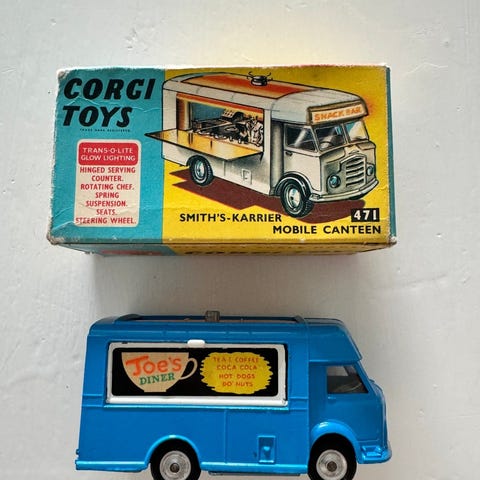 CORGI
TOYS
TRADE MARK REGISTERED
TRANS-O-LITE
GLOW LIGHTING
HINGED SERVING
COUNTER.
ROTATING CHEF.
SPRING
SUSPENSION.
SEATS.
STEERING WHEEL.
SNACK BAR
SMITH'S-KARRIER
MOBILE CANTEEN
471
Joe's
DINER
TEA & COFFEE
COCA COLA
HOT DOGS
DO'NUTS